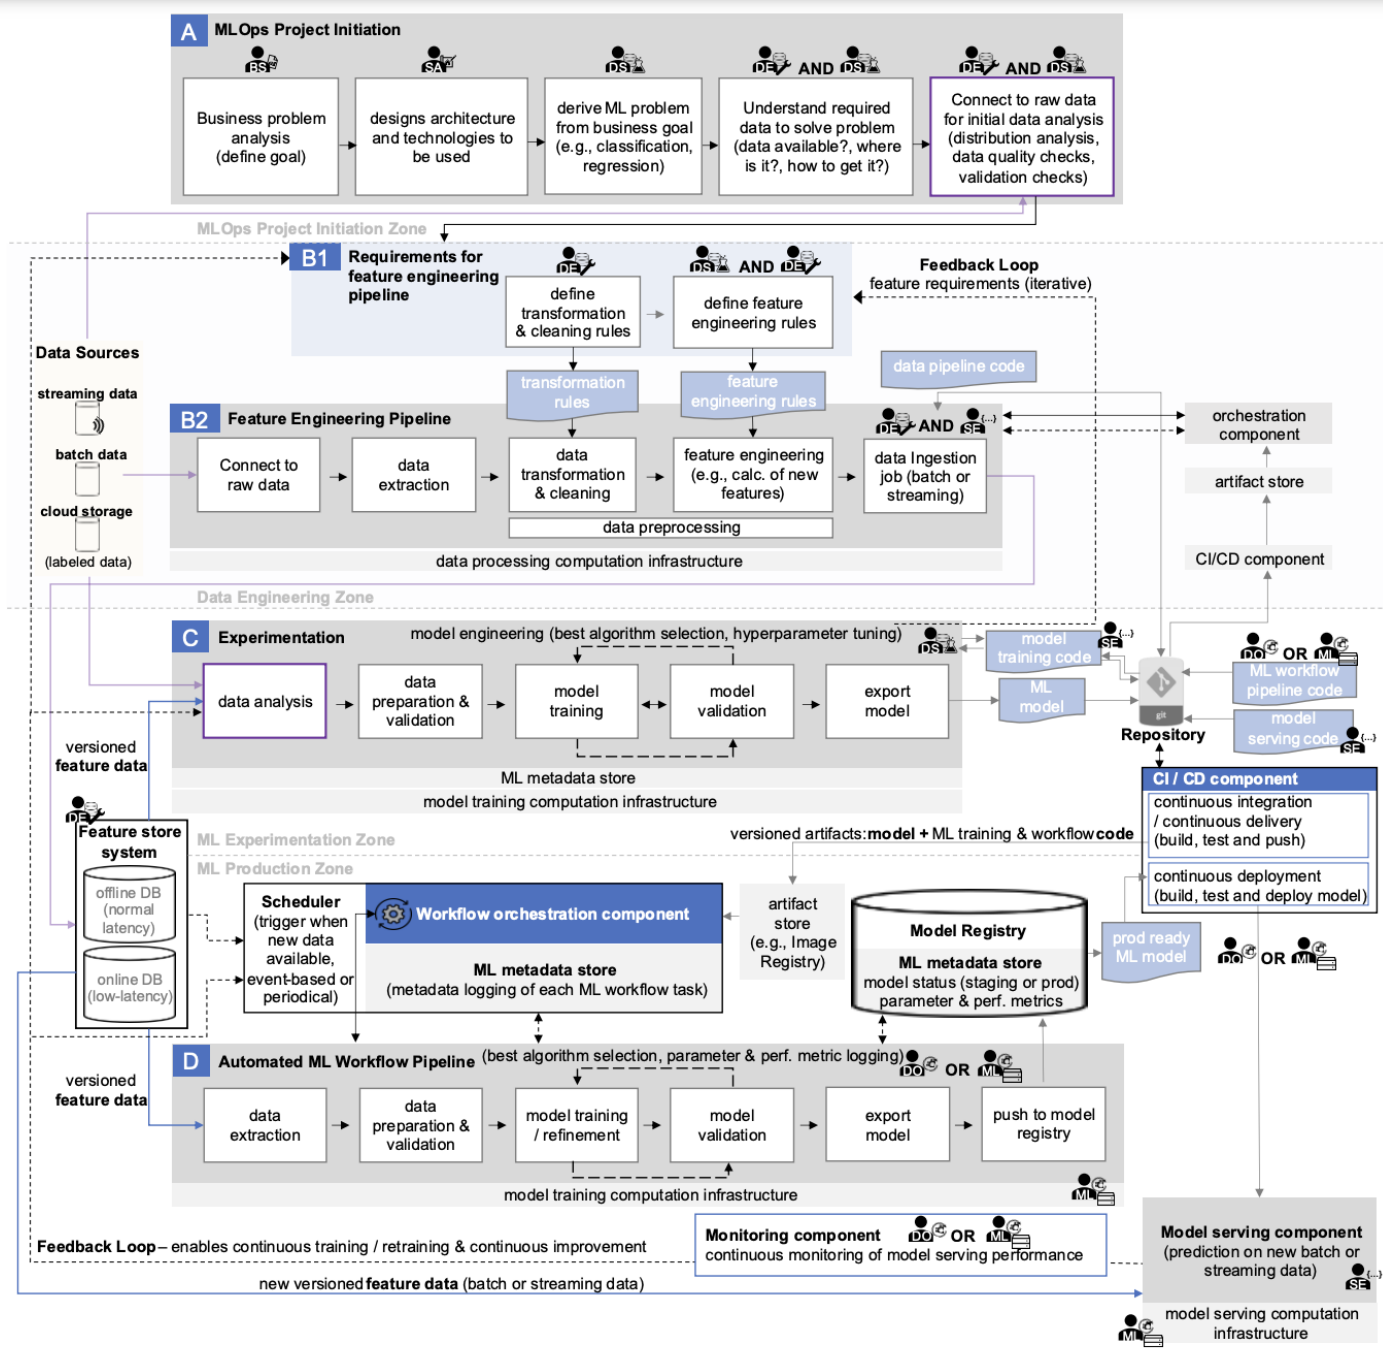 A
MLOps Project Initiation
BS
SA
DS
DE
AND
DS
DE
AND
DS
Business problem
analysis
(define goal)
designs architecture
and technologies to
be used
derive ML problem
from business goal
(e.g., classification,
regression)
Understand required
data to solve problem
(data available?, where
is it?, how to get it?)
Connect to raw data
for initial data analysis
(distribution analysis,
data quality checks,
validation checks)
MLOps Project Initiation Zone
B1
Requirements for
feature engineering
pipeline
DE
DS
AND
DE
define
transformation
& cleaning rules
define feature
engineering rules
Feedback Loop
feature requirements (iterative)
Data Sources
streaming data
batch data
cloud storage
(labeled data)
transformation
rules
feature
engineering rules
data pipeline code
B2
Feature Engineering Pipeline
DE
AND
SE
{...}
Connect to
raw data
data
extraction
data
transformation
& cleaning
feature engineering
(e.g., calc. of new
features)
data Ingestion
job (batch or
streaming)
data preprocessing
data processing computation infrastructure
orchestration
component
artifact store
CI/CD component
Data Engineering Zone
C
Experimentation
model engineering (best algorithm selection, hyperparameter tuning)
DS
data analysis
data
preparation &
validation
model
training
model
validation
export
model
ML metadata store
model training computation infrastructure
model
training code
SE
{...}
ML
model
git
Repository
DO
OR
ML
ML workflow
pipeline code
model
serving code
SE
{...}
versioned
feature data
DE
Feature store
system
offline DB
(normal
latency)
online DB
(low-latency)
ML Experimentation Zone
ML Production Zone
versioned artifacts: model + ML training & workflow code
CI / CD component
continuous integration
/ continuous delivery
(build, test and push)
continuous deployment
(build, test and deploy model)
Scheduler
(trigger when
new data
available,
event-based or
periodical)
Workflow orchestration component
ML metadata store
(metadata logging of each ML workflow task)
artifact
store
(e.g., Image
Registry)
Model Registry
ML metadata store
model status (staging or prod)
parameter & perf. metrics
prod ready
ML model
DO
OR
ML
versioned
feature data
D
Automated ML Workflow Pipeline
(best algorithm selection, parameter & perf. metric logging)
DO
OR
ML
data
extraction
data
preparation &
validation
model training
/ refinement
model
validation
export
model
push to model
registry
model training computation infrastructure
ML
Monitoring component
DO
OR
ML
continuous monitoring of model serving performance
Feedback Loop – enables continuous training / retraining & continuous improvement
new versioned feature data (batch or streaming data)
Model serving component
(prediction on new batch or
streaming data)
SE
{...}
model serving computation
infrastructure
ML